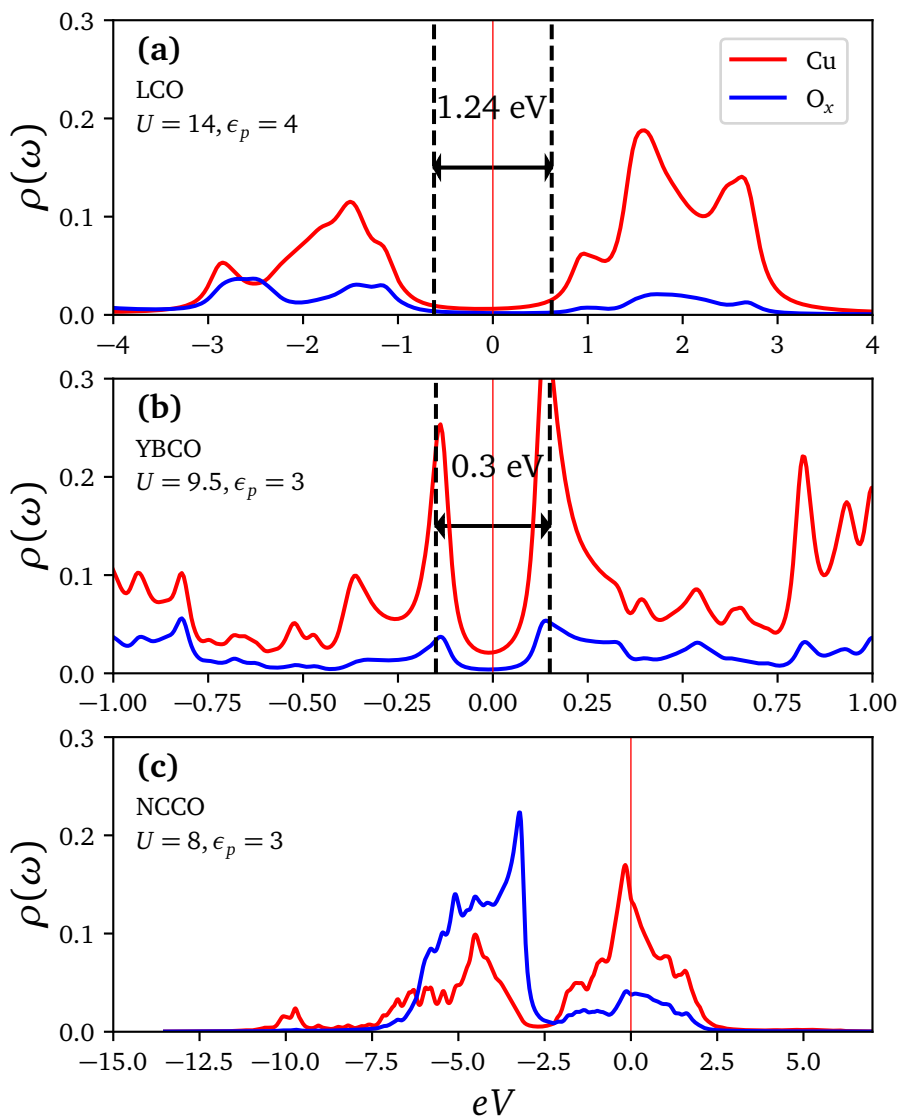 (a)
LCO
U = 14, ϵp = 4
1.24 eV
Cu
Ox
ρ(ω)
0.3
0.2
0.1
0.0
−4 −3 −2 −1 0 1 2 3 4
(b)
YBCO
U = 9.5, ϵp = 3
0.3 eV
ρ(ω)
0.3
0.2
0.1
0.0
−1.00 −0.75 −0.50 −0.25 0.00 0.25 0.50 0.75 1.00
(c)
NCCO
U = 8, ϵp = 3
ρ(ω)
0.3
0.2
0.1
0.0
−15.0 −12.5 −10.0 −7.5 −5.0 −2.5 0.0 2.5 5.0
eV